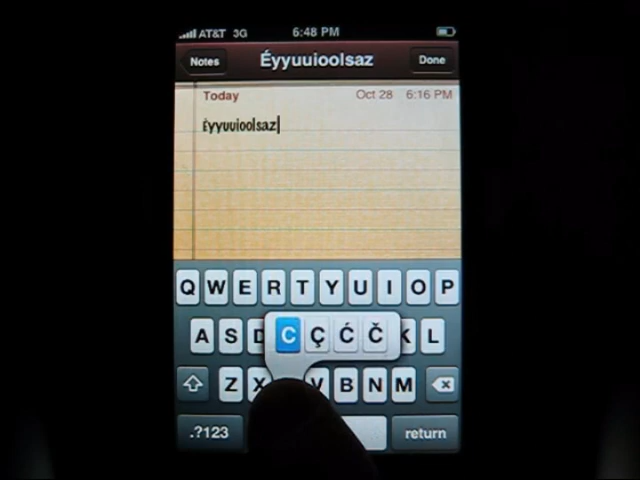 AT&T 3G 6:48 PM
Notes Éyyuuioolsaz Done
Today Oct 28 6:16 PM
Éyyuuioolsaz
Q W E R T Y U I O P
A S D C Ç Ć Č K L
Z X V B N M
.?123 return